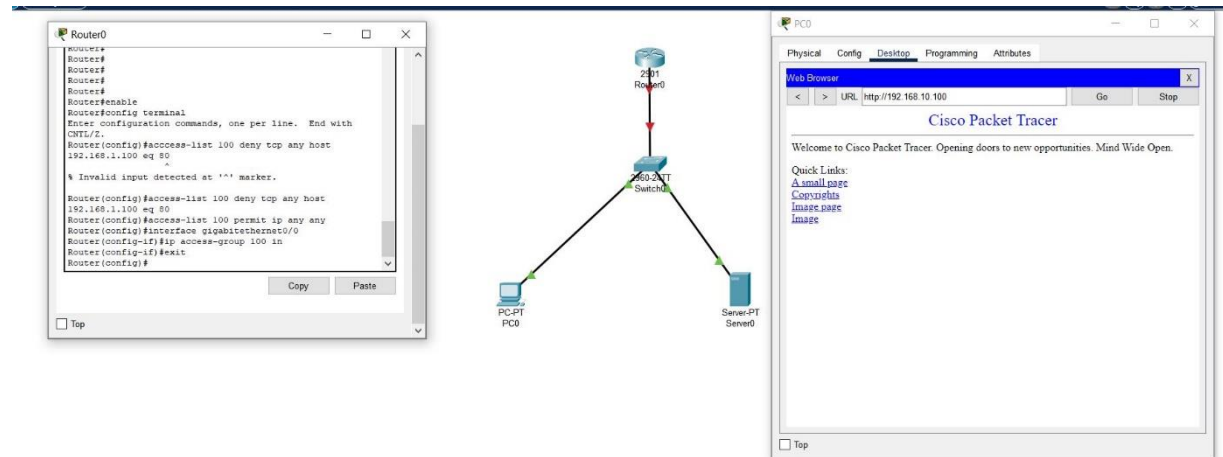 Router0
Router#
Router#
Router#
Router#
Router#
Router#enable
Router#config terminal
Enter configuration commands, one per line. End with
CNTL/Z.
Router(config)#acccess-list 100 deny tcp any host
192.168.1.100 eq 80
^
% Invalid input detected at '^' marker.
Router(config)#access-list 100 deny tcp any host
192.168.1.100 eq 80
Router(config)#access-list 100 permit ip any any
Router(config)#interface gigabitethernet0/0
Router(config-if)#ip access-group 100 in
Router(config-if)#exit
Router(config)#
Copy Paste
Top
2901
Router0
2960-24TT
Switch0
PC-PT
PC0
Server-PT
Server0
PC0
Physical Config Desktop Programming Attributes
Web Browser X
< > URL http://192.168.10.100 Go Stop
Cisco Packet Tracer
Welcome to Cisco Packet Tracer. Opening doors to new opportunities. Mind Wide Open.
Quick Links:
A small page
Copyrights
Image page
Image
Top